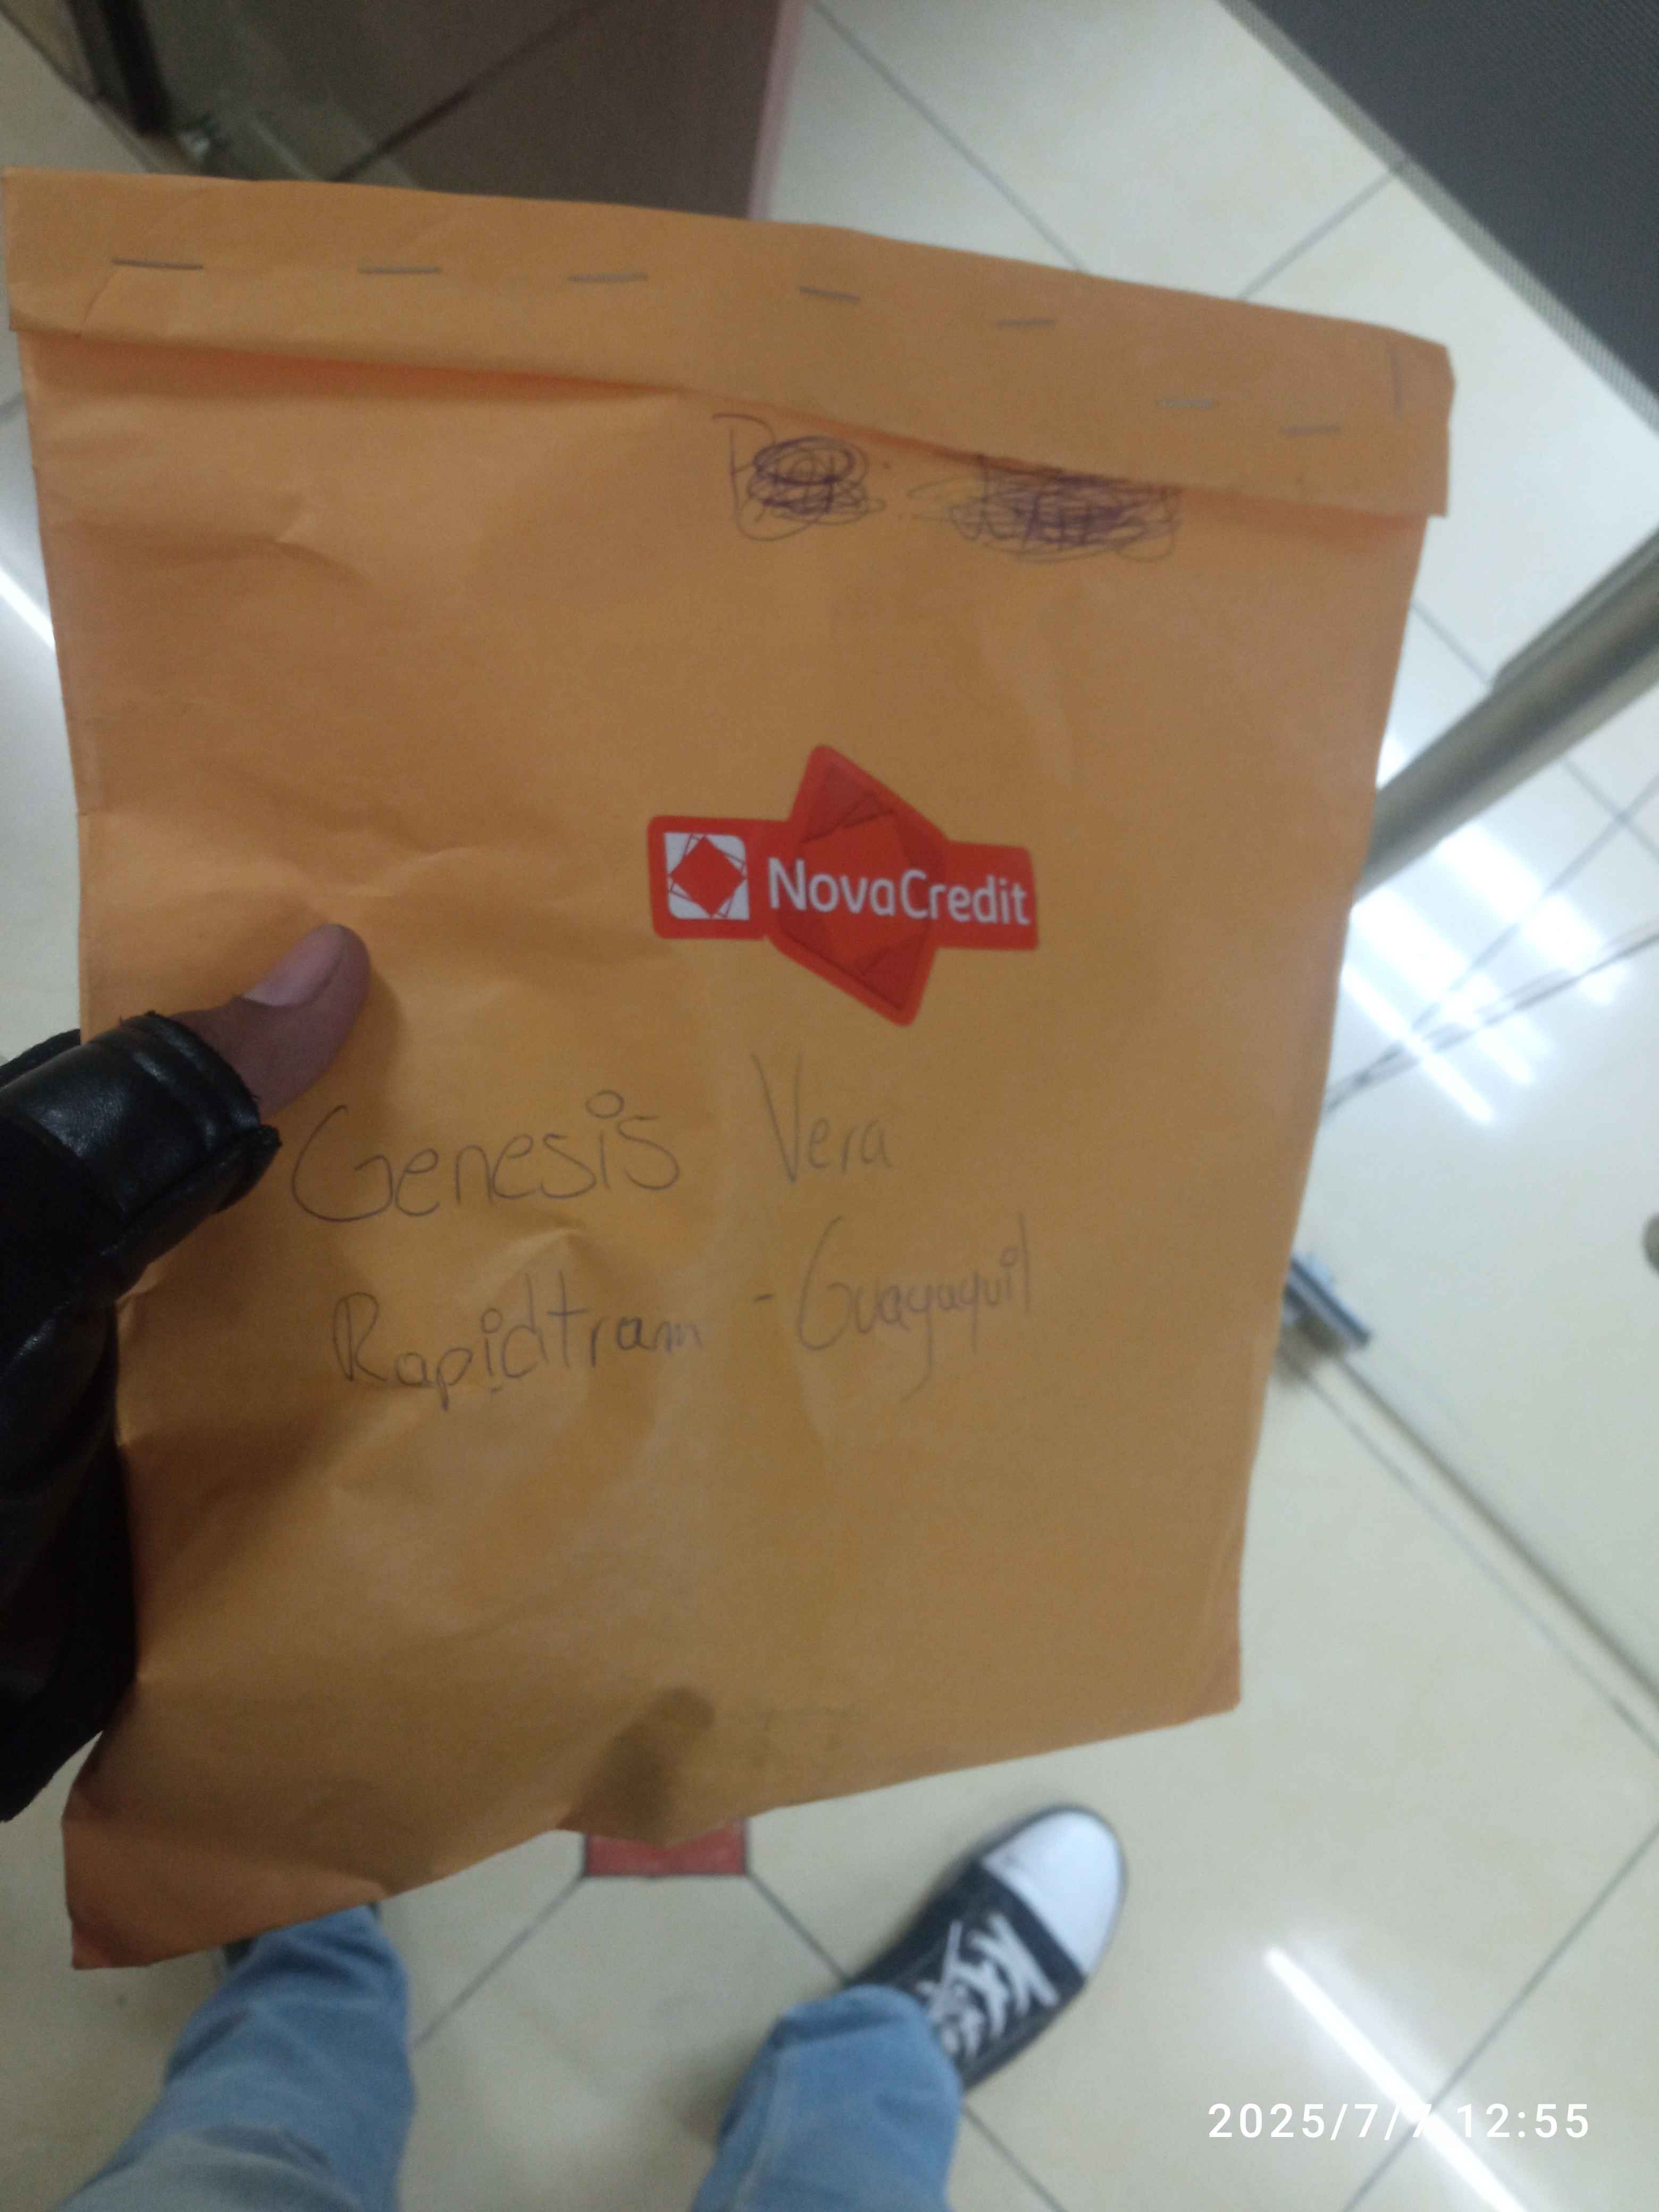 NovaCredit
Genesis Vera
Rapidtram - Guayaquil
2025/7/7 12:55